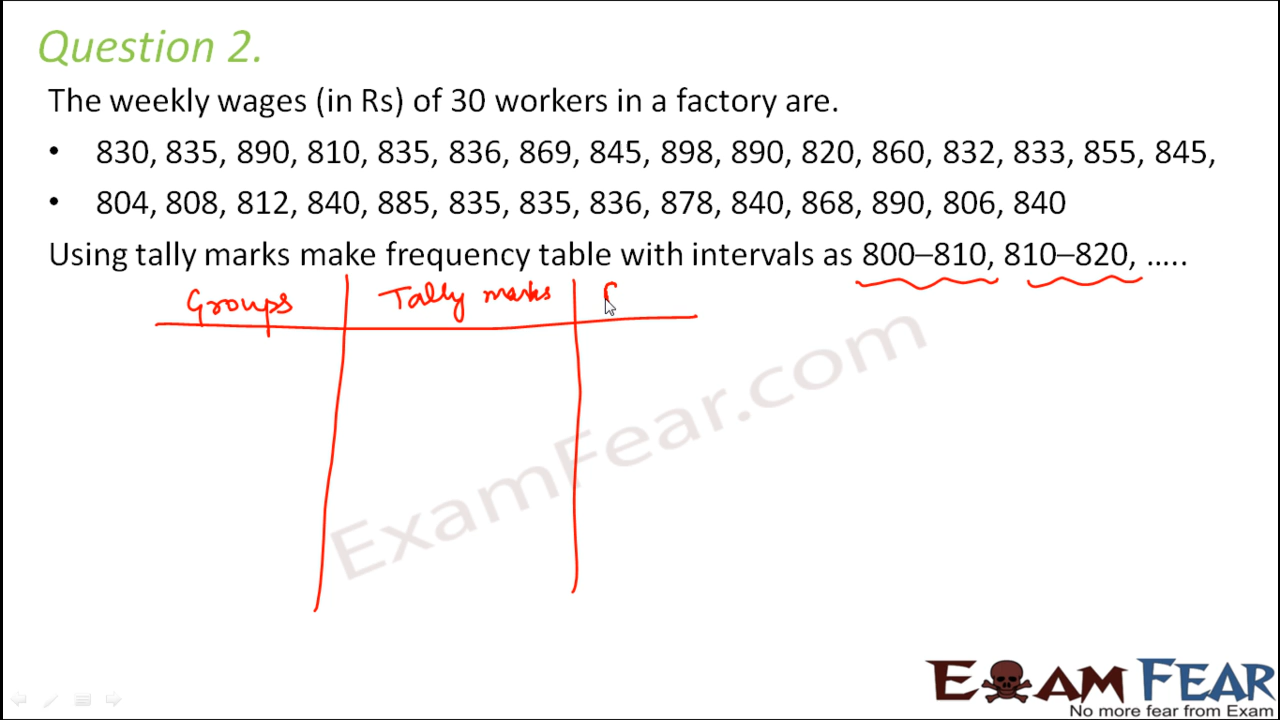 Question 2.
The weekly wages (in Rs) of 30 workers in a factory are.
• 830, 835, 890, 810, 835, 836, 869, 845, 898, 890, 820, 860, 832, 833, 855, 845,
• 804, 808, 812, 840, 885, 835, 835, 836, 878, 840, 868, 890, 806, 840
Using tally marks make frequency table with intervals as 800–810, 810–820, .....
Groups Tally marks
ExamFear.com
EXAM FEAR
No more fear from Exam